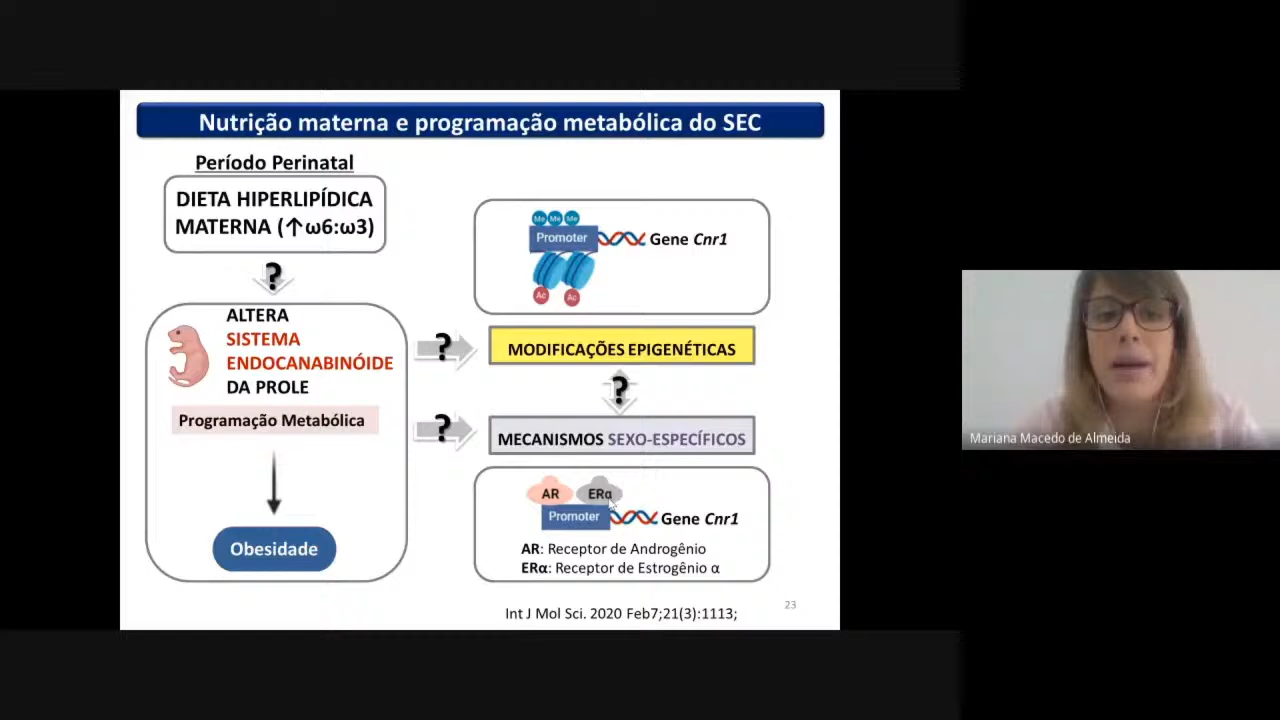 Nutrição materna e programação metabólica do SEC
Período Perinatal
DIETA HIPERLIPÍDICA
MATERNA (↑ω6:ω3)
?
ALTERA
SISTEMA
ENDOCANABINÓIDE
DA PROLE
Programação Metabólica
Obesidade
?
?
Me Me Me
Promoter
Gene Cnr1
Ac Ac
MODIFICAÇÕES EPIGENÉTICAS
?
MECANISMOS SEXO-ESPECÍFICOS
AR ERα
Promoter
Gene Cnr1
AR: Receptor de Androgênio
ERα: Receptor de Estrogênio α
Int J Mol Sci. 2020 Feb7;21(3):1113;
23
Mariana Macedo de Almeida